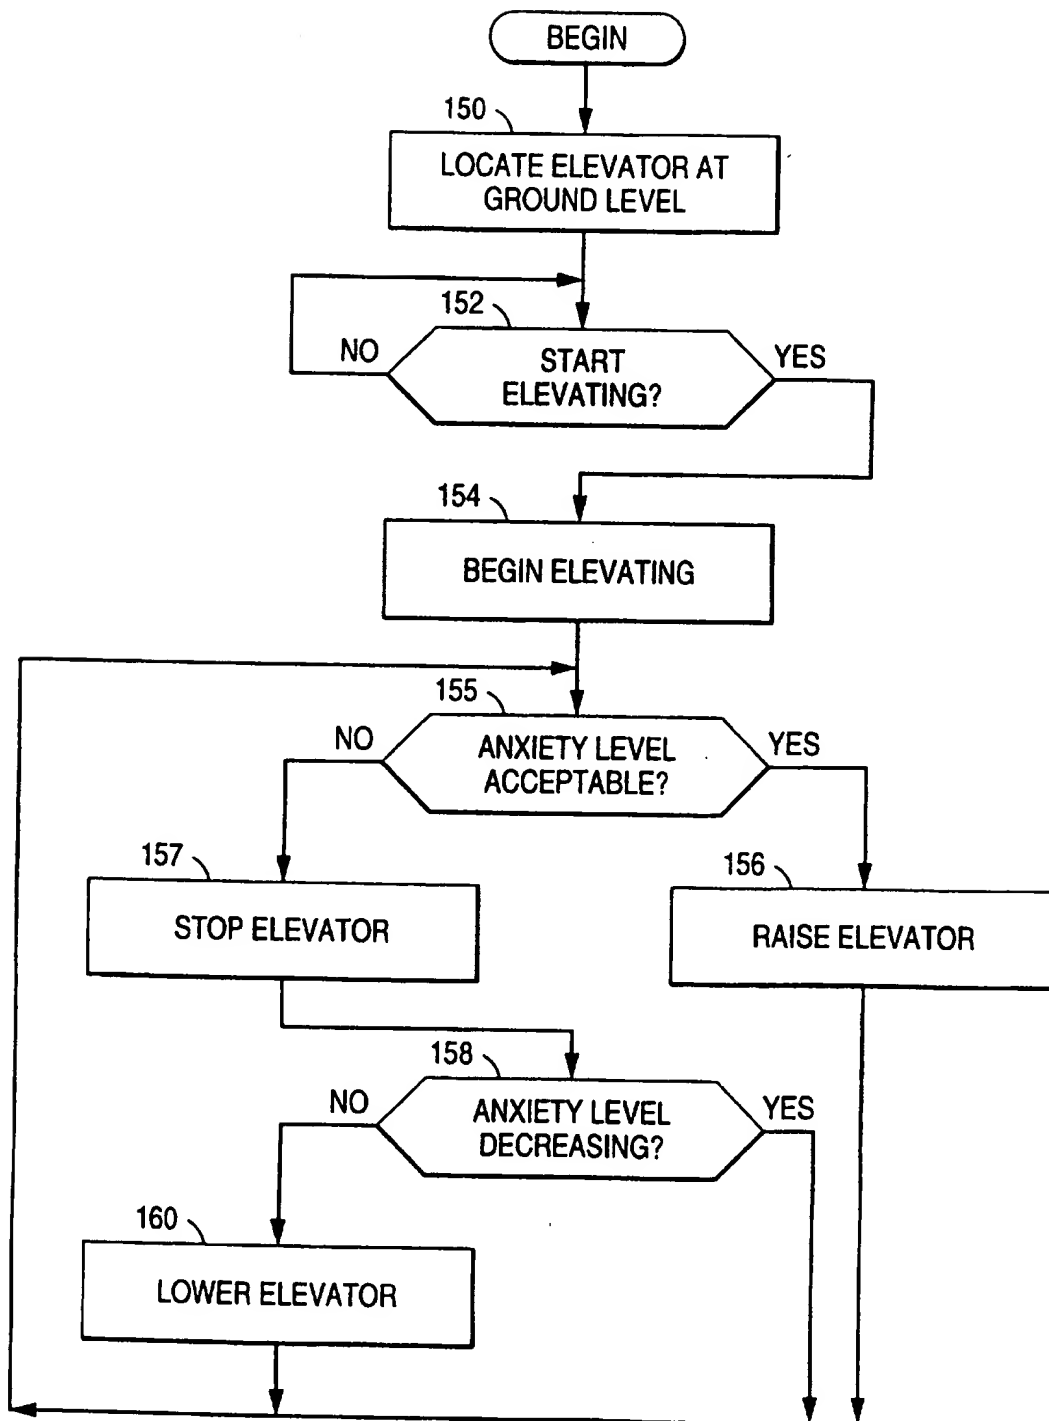 BEGIN
150
LOCATE ELEVATOR AT
GROUND LEVEL
152
NO
START
ELEVATING?
YES
154
BEGIN ELEVATING
155
NO
ANXIETY LEVEL
ACCEPTABLE?
YES
157
STOP ELEVATOR
156
RAISE ELEVATOR
158
NO
ANXIETY LEVEL
DECREASING?
YES
160
LOWER ELEVATOR